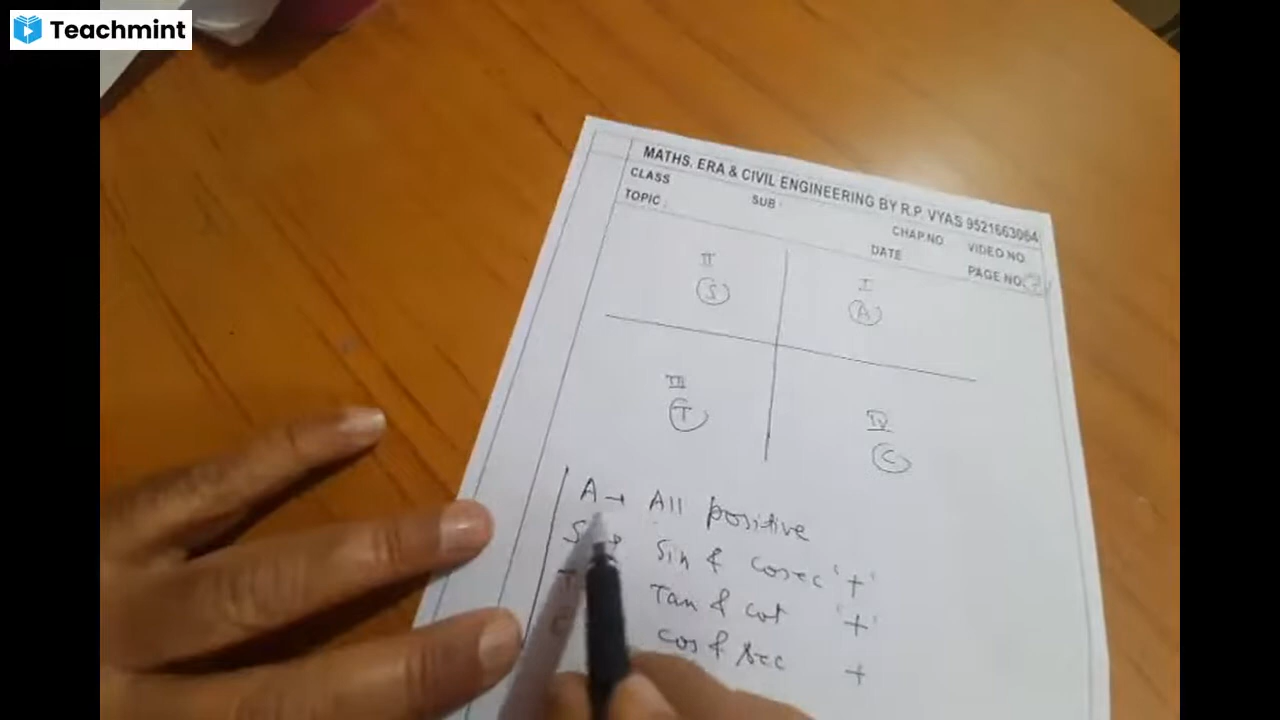 Teachmint
MATHS. ERA & CIVIL ENGINEERING BY R.P. VYAS 9521663064
CLASS SUB CHAP.NO VIDEO NO
TOPIC : DATE PAGE NO.
II I
S A
III IV
T C
A → All positive
S → Sin & cosec '+'
T Tan & cot '+'
C cos & sec +